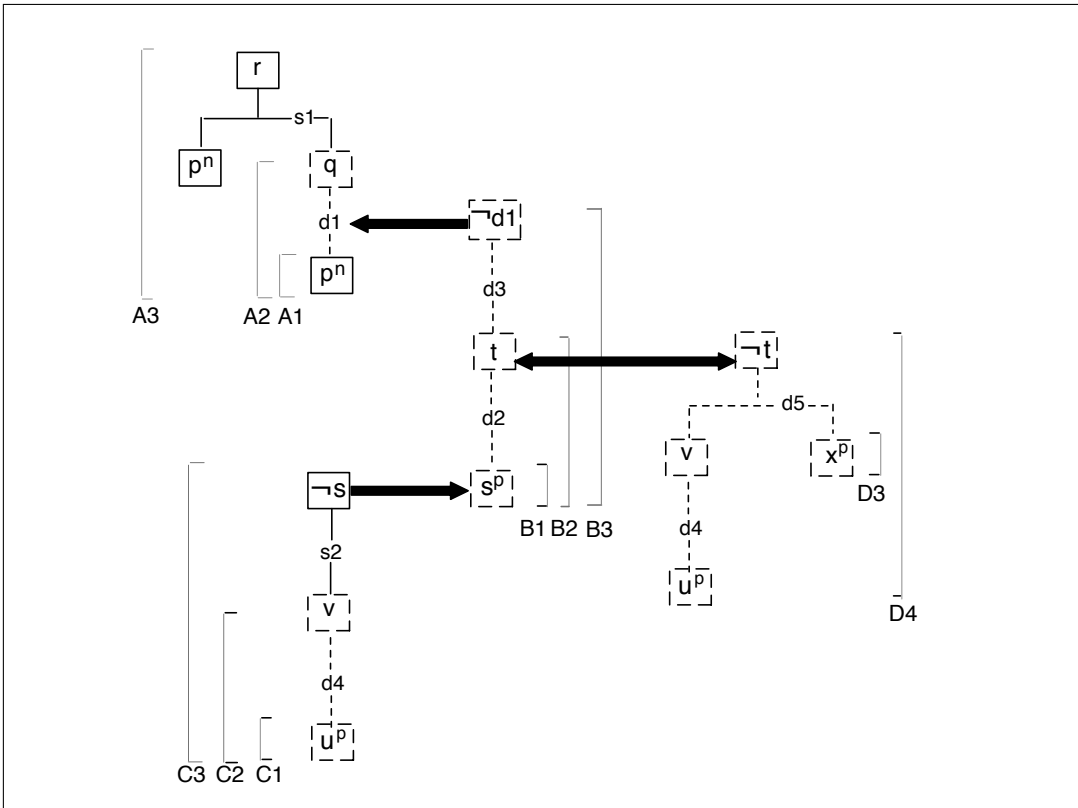 r
s1
pⁿ q
d1 ¬d1
pⁿ
A3 A2 A1
d3
t ¬t
d2 d5
v xᵖ
D3
¬s sᵖ
B1 B2 B3
d4
s2
uᵖ
v
D4
d4
uᵖ
C3 C2 C1